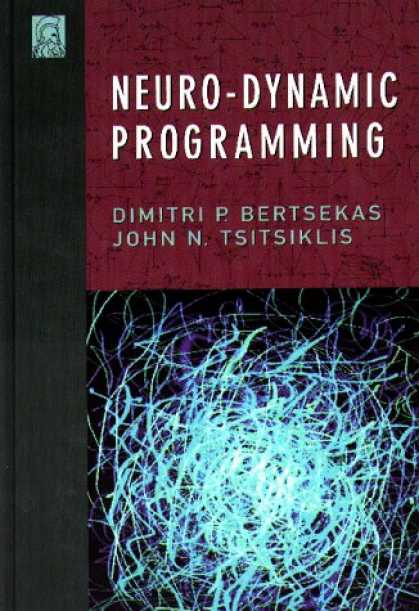 NEURO-DYNAMIC
PROGRAMMING
DIMITRI P. BERTSEKAS
JOHN N. TSITSIKLIS